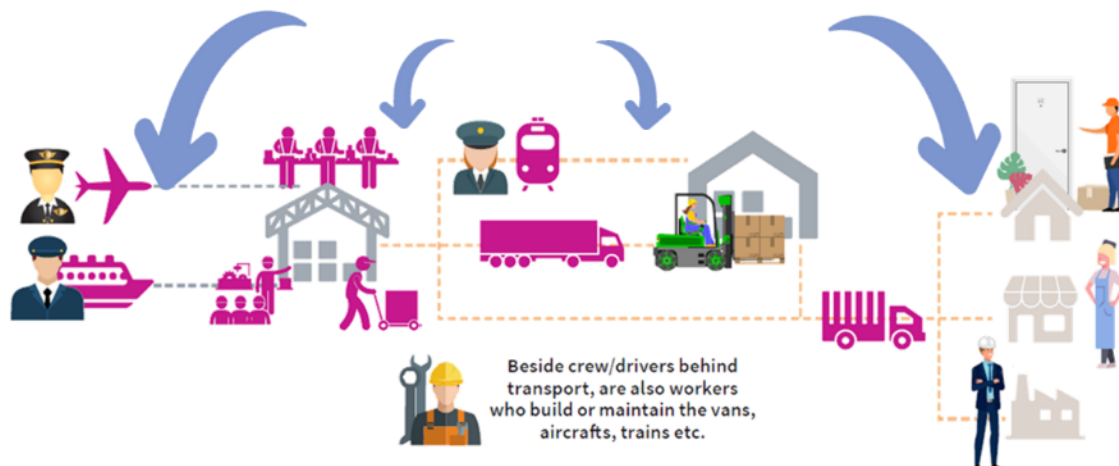 Beside crew/drivers behind
transport, are also workers
who build or maintain the vans,
aircrafts, trains etc.